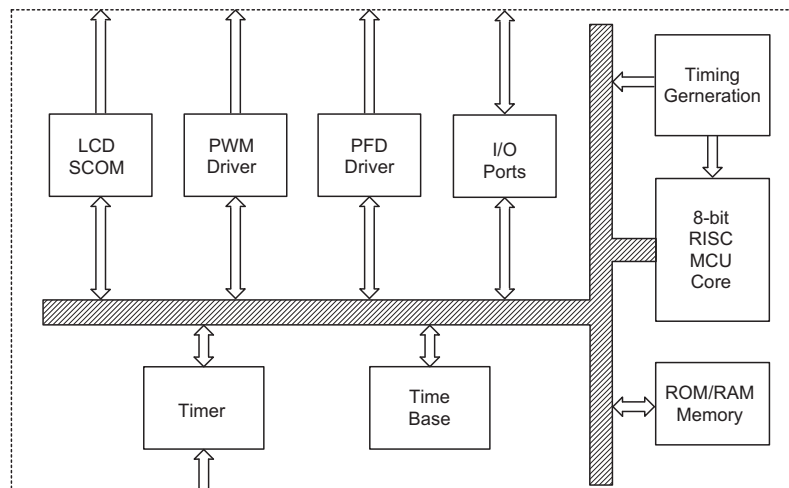 LCD
SCOM
PWM
Driver
PFD
Driver
I/O
Ports
Timing
Gerneration
8-bit
RISC
MCU
Core
Timer
Time
Base
ROM/RAM
Memory